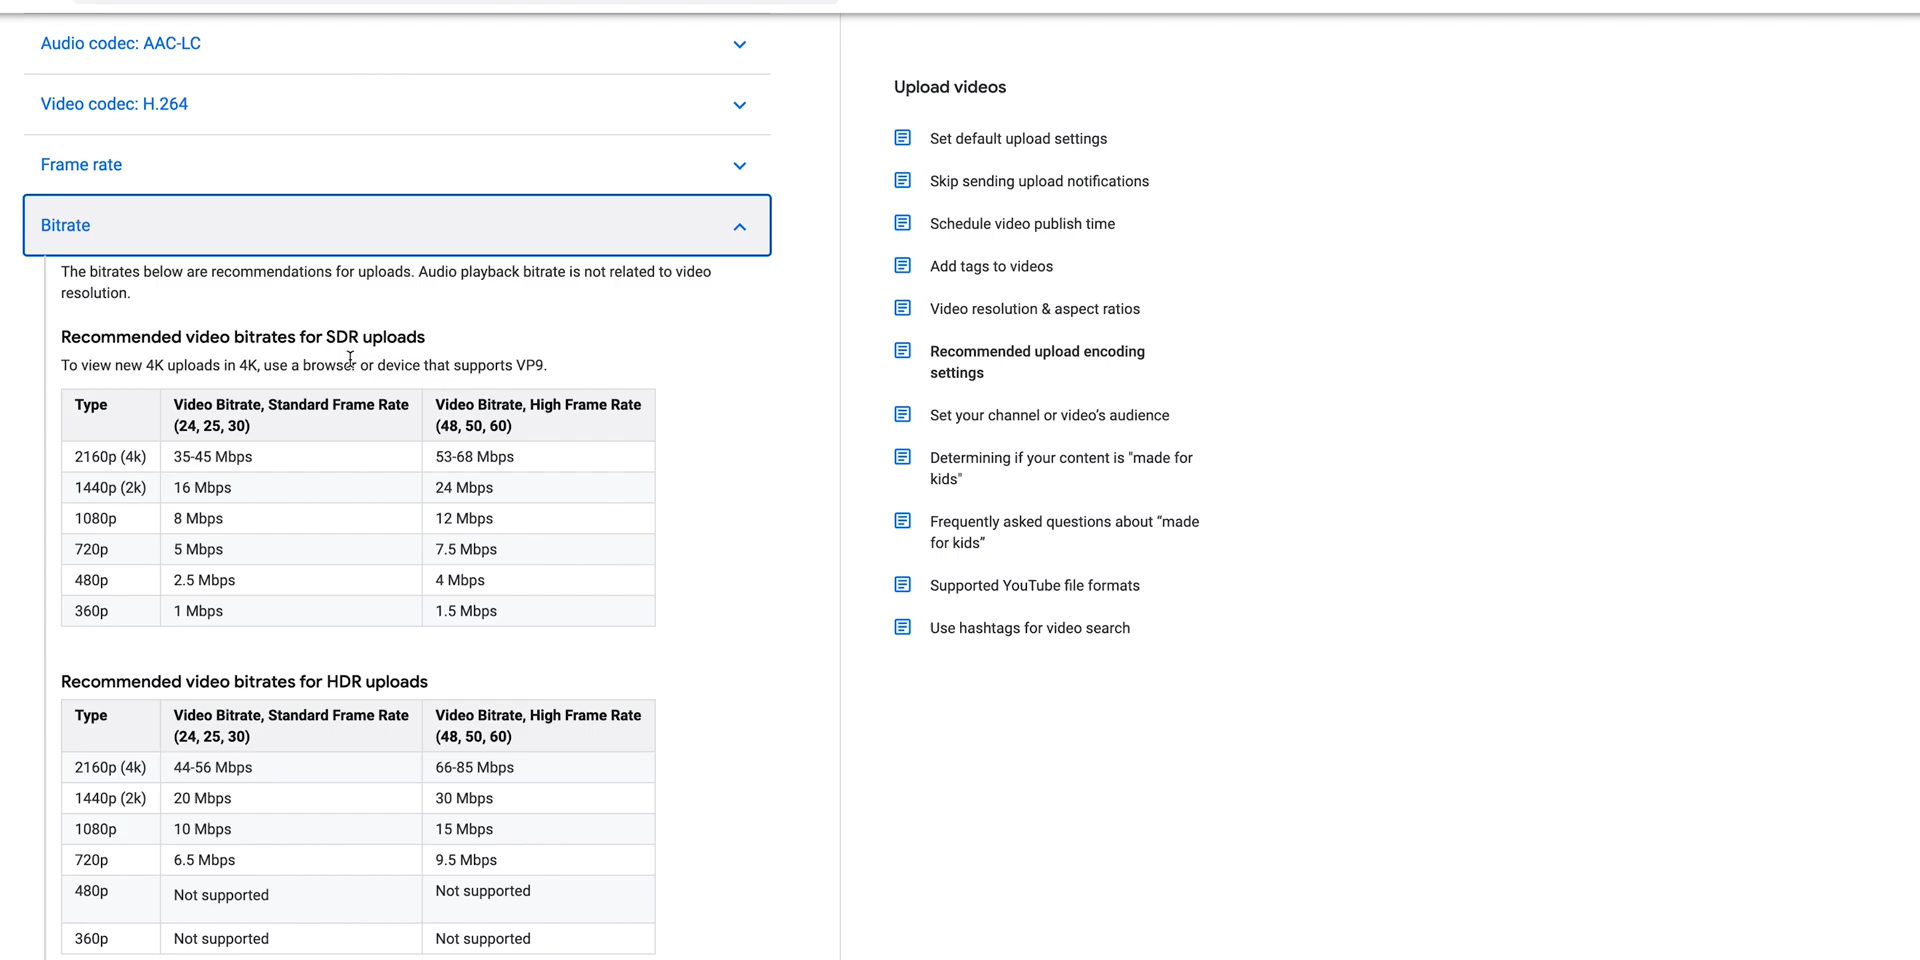 Audio codec: AAC-LC
Video codec: H.264
Frame rate
Bitrate
The bitrates below are recommendations for uploads. Audio playback bitrate is not related to video
resolution.
Recommended video bitrates for SDR uploads
To view new 4K uploads in 4K, use a browser or device that supports VP9.
Type Video Bitrate, Standard Frame Rate Video Bitrate, High Frame Rate
(24, 25, 30) (48, 50, 60)
2160p (4k) 35-45 Mbps 53-68 Mbps
1440p (2k) 16 Mbps 24 Mbps
1080p 8 Mbps 12 Mbps
720p 5 Mbps 7.5 Mbps
480p 2.5 Mbps 4 Mbps
360p 1 Mbps 1.5 Mbps
Recommended video bitrates for HDR uploads
Type Video Bitrate, Standard Frame Rate Video Bitrate, High Frame Rate
(24, 25, 30) (48, 50, 60)
2160p (4k) 44-56 Mbps 66-85 Mbps
1440p (2k) 20 Mbps 30 Mbps
1080p 10 Mbps 15 Mbps
720p 6.5 Mbps 9.5 Mbps
480p Not supported Not supported
360p Not supported Not supported
Upload videos
Set default upload settings
Skip sending upload notifications
Schedule video publish time
Add tags to videos
Video resolution & aspect ratios
Recommended upload encoding
settings
Set your channel or video’s audience
Determining if your content is "made for
kids"
Frequently asked questions about “made
for kids”
Supported YouTube file formats
Use hashtags for video search